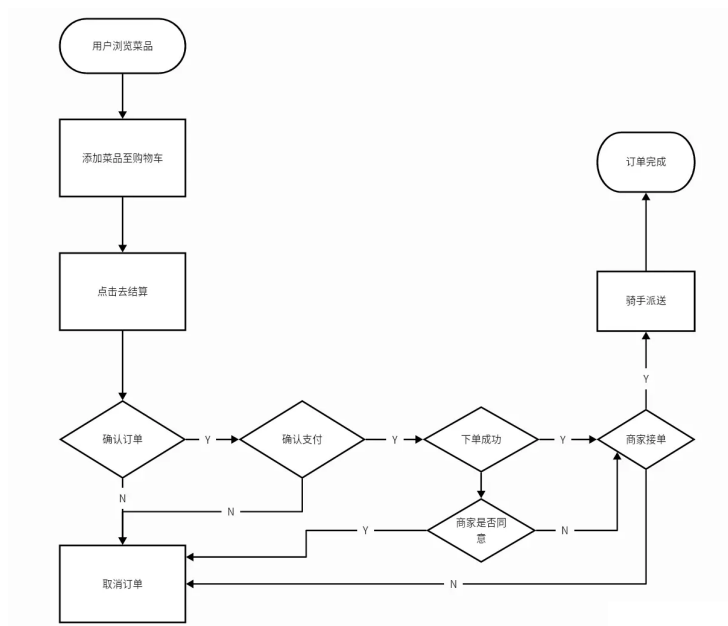 用户浏览菜品
添加菜品至购物车
订单完成
点击去结算
骑手派送
Y
确认订单
Y
确认支付
Y
下单成功
Y
商家接单
N
N
商家是否同
意
Y
N
取消订单
N